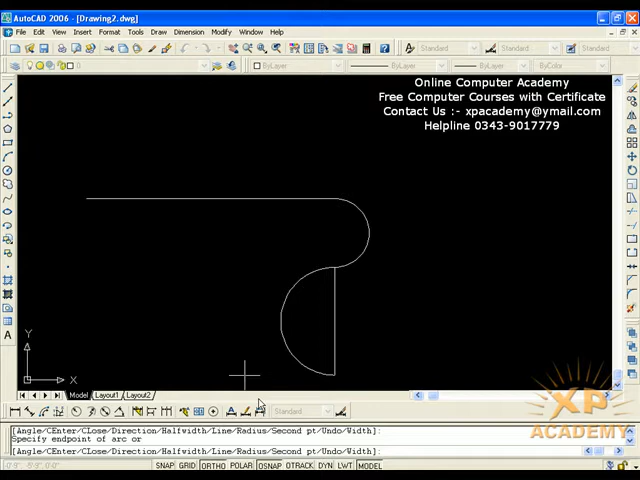 AutoCAD 2006 - [Drawing2.dwg]
File Edit View Insert Format Tools Draw Dimension Modify Window Help
Standard Standard
0 ByLayer ByLayer ByColor
Online Computer Academy
Free Computer Courses with Certificate
Contact Us :- xpacademy@ymail.com
Helpline 0343-9017779
Y
X
Model Layout1 Layout2
Standard
XP
ACADEMY
[Angle/CEnter/CLose/Direction/Halfwidth/Line/Radius/Second pt/Undo/Width]:
Specify endpoint of arc or
[Angle/CEnter/CLose/Direction/Halfwidth/Line/Radius/Second pt/Undo/Width]:
SNAP GRID ORTHO POLAR OSNAP OTRACK DYN LWT MODEL